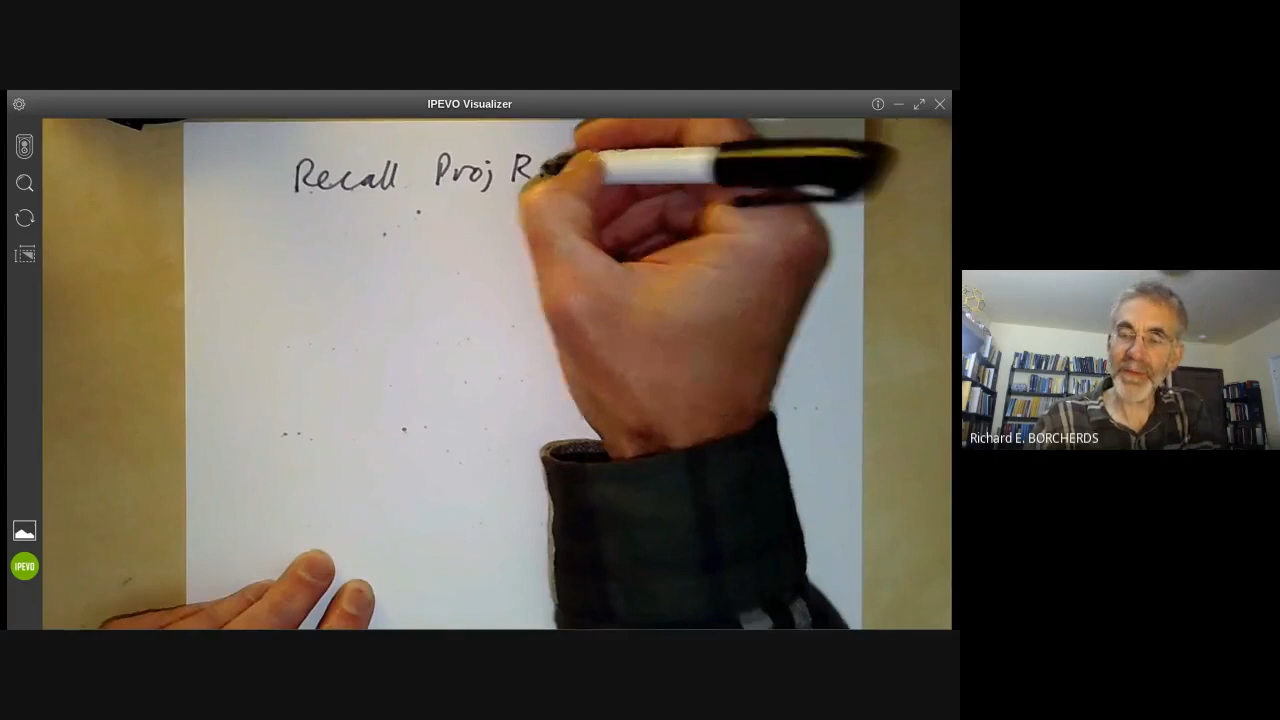 IPEVO Visualizer
Recall Proj R
IPEVO
Richard E. BORCHERDS